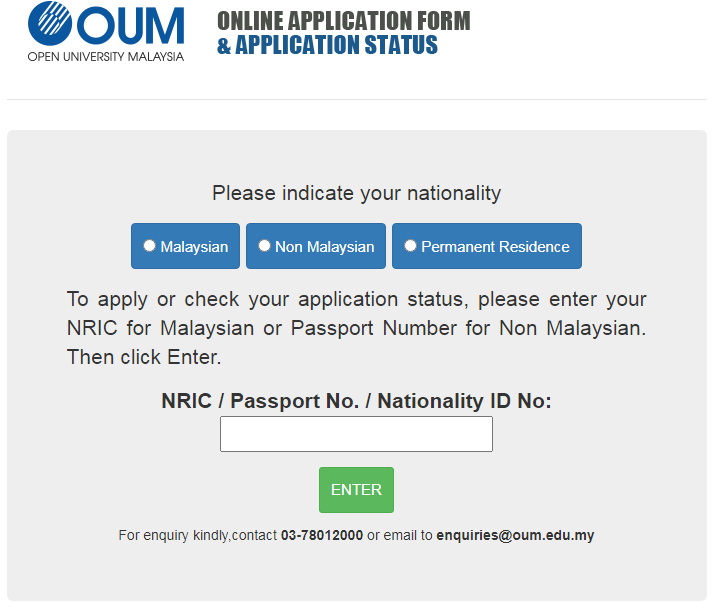 OUM
OPEN UNIVERSITY MALAYSIA
ONLINE APPLICATION FORM
& APPLICATION STATUS
Please indicate your nationality
Malaysian
Non Malaysian
Permanent Residence
To apply or check your application status, please enter your
NRIC for Malaysian or Passport Number for Non Malaysian.
Then click Enter.
NRIC / Passport No. / Nationality ID No:
ENTER
For enquiry kindly,contact 03-78012000 or email to enquiries@oum.edu.my